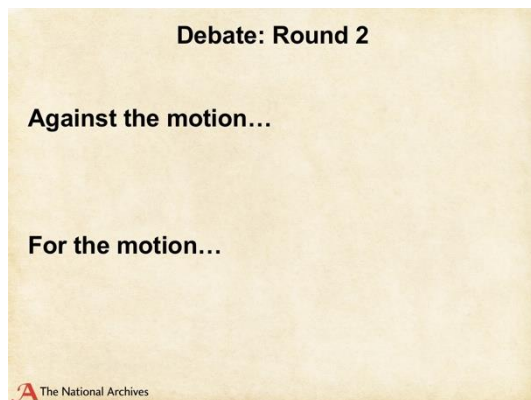 Debate: Round 2
Against the motion…
For the motion…
The National Archives